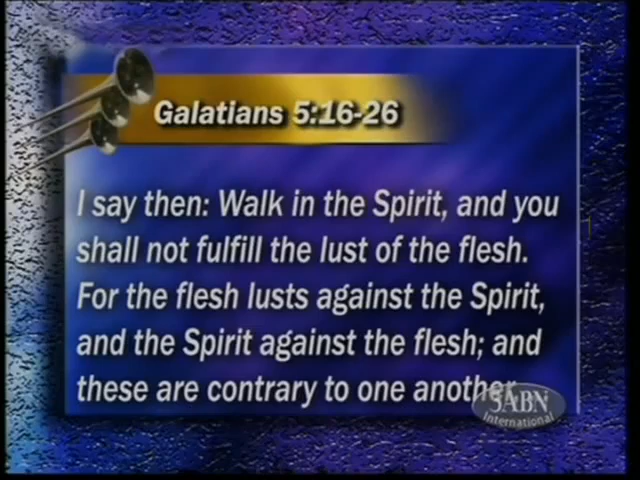 Galatians 5:16-26
I say then: Walk in the Spirit, and you
shall not fulfill the lust of the flesh.
For the flesh lusts against the Spirit,
and the Spirit against the flesh; and
these are contrary to one another
3ABN
International